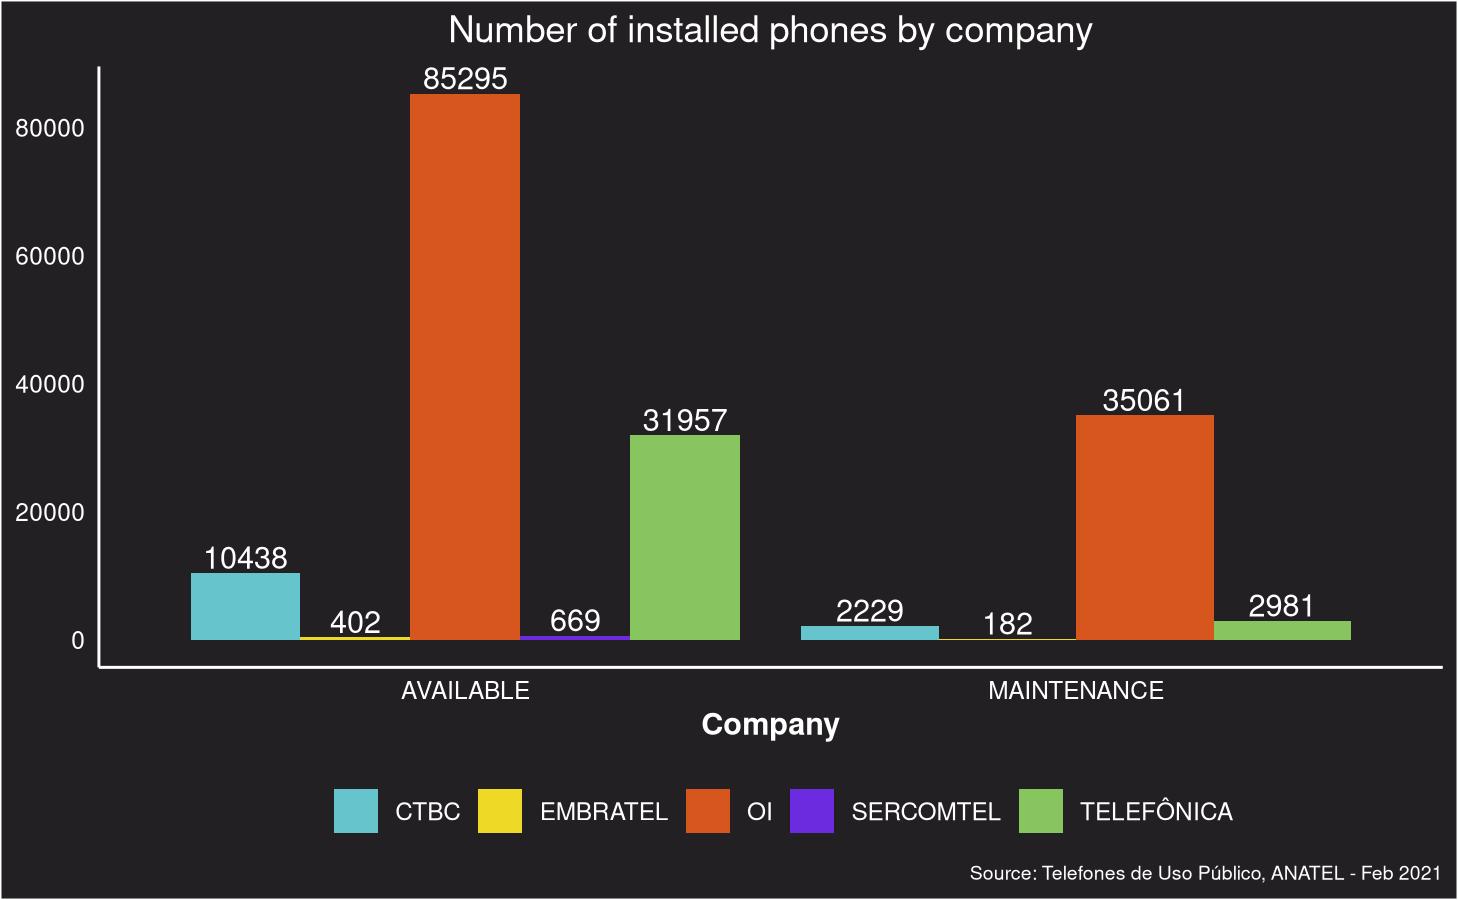 Number of installed phones by company
85295
80000
60000
40000
35061
31957
20000
10438
402
669
2229
182
2981
0
AVAILABLE MAINTENANCE
Company
CTBC EMBRATEL OI SERCOMTEL TELEFÔNICA
Source: Telefones de Uso Público, ANATEL - Feb 2021